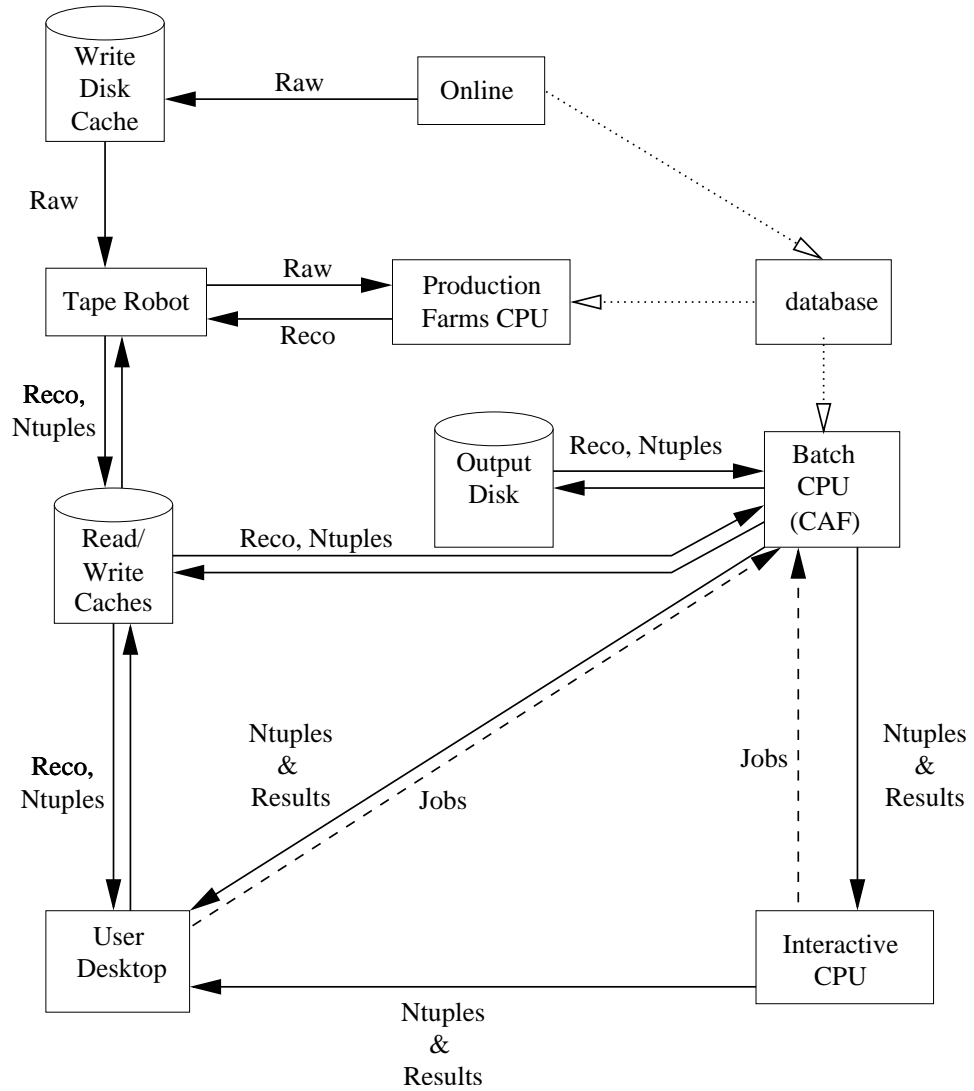 Write
Disk
Cache
Raw
Online
Raw
Tape Robot
Raw
Reco
Production
Farms CPU
database
Reco,
Ntuples
Output
Disk
Reco, Ntuples
Batch
CPU
(CAF)
Read/
Write
Caches
Reco, Ntuples
Reco,
Ntuples
Ntuples
&
Results
Jobs
Jobs
Ntuples
&
Results
User
Desktop
Interactive
CPU
Ntuples
&
Results